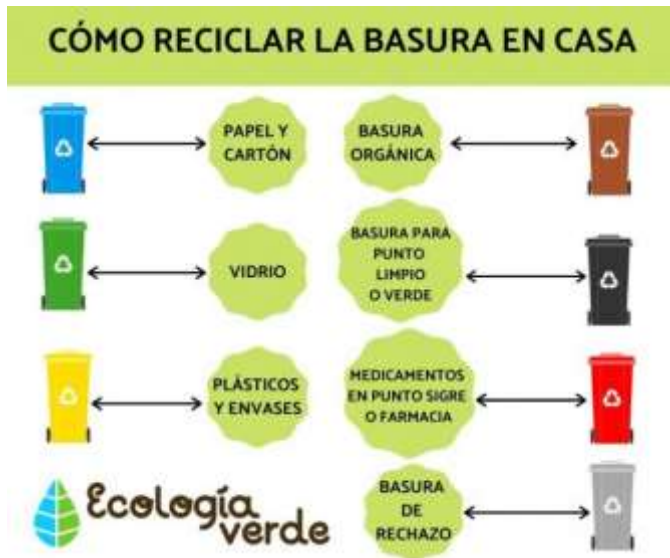 CÓMO RECICLAR LA BASURA EN CASA
PAPEL Y
CARTÓN
BASURA
ORGÁNICA
VIDRIO
BASURA PARA
PUNTO
LIMPIO
O VERDE
PLÁSTICOS
Y ENVASES
MEDICAMENTOS
EN PUNTO SIGRE
O FARMACIA
BASURA
DE
RECHAZO
Ecología
verde